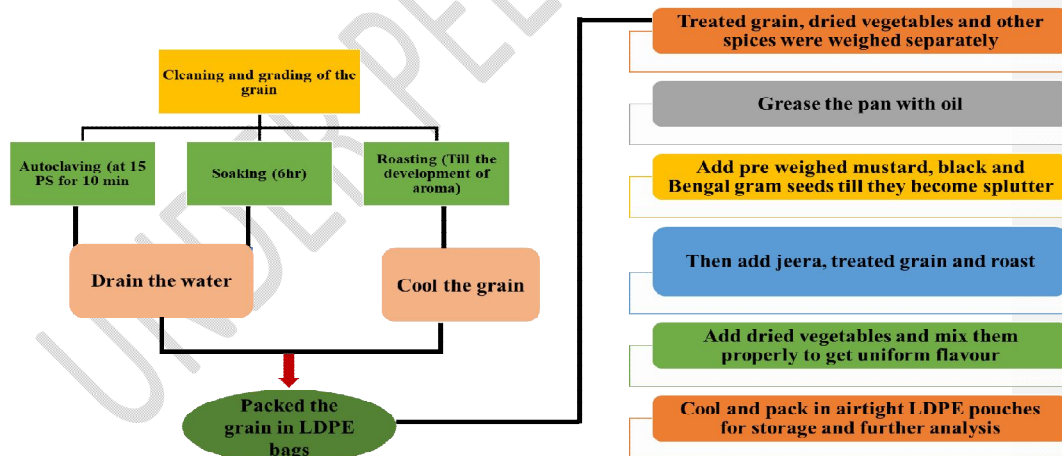 Cleaning and grading of the
grain
Autoclaving (at 15
PS for 10 min
Soaking (6hr)
Roasting (Till the
development of
aroma)
Drain the water
Cool the grain
Packed the
grain in LDPE
bags
Treated grain, dried vegetables and other
spices were weighed separately
Grease the pan with oil
Add pre weighed mustard, black and
Bengal gram seeds till they become splutter
Then add jeera, treated grain and roast
Add dried vegetables and mix them
properly to get uniform flavour
Cool and pack in airtight LDPE pouches
for storage and further analysis